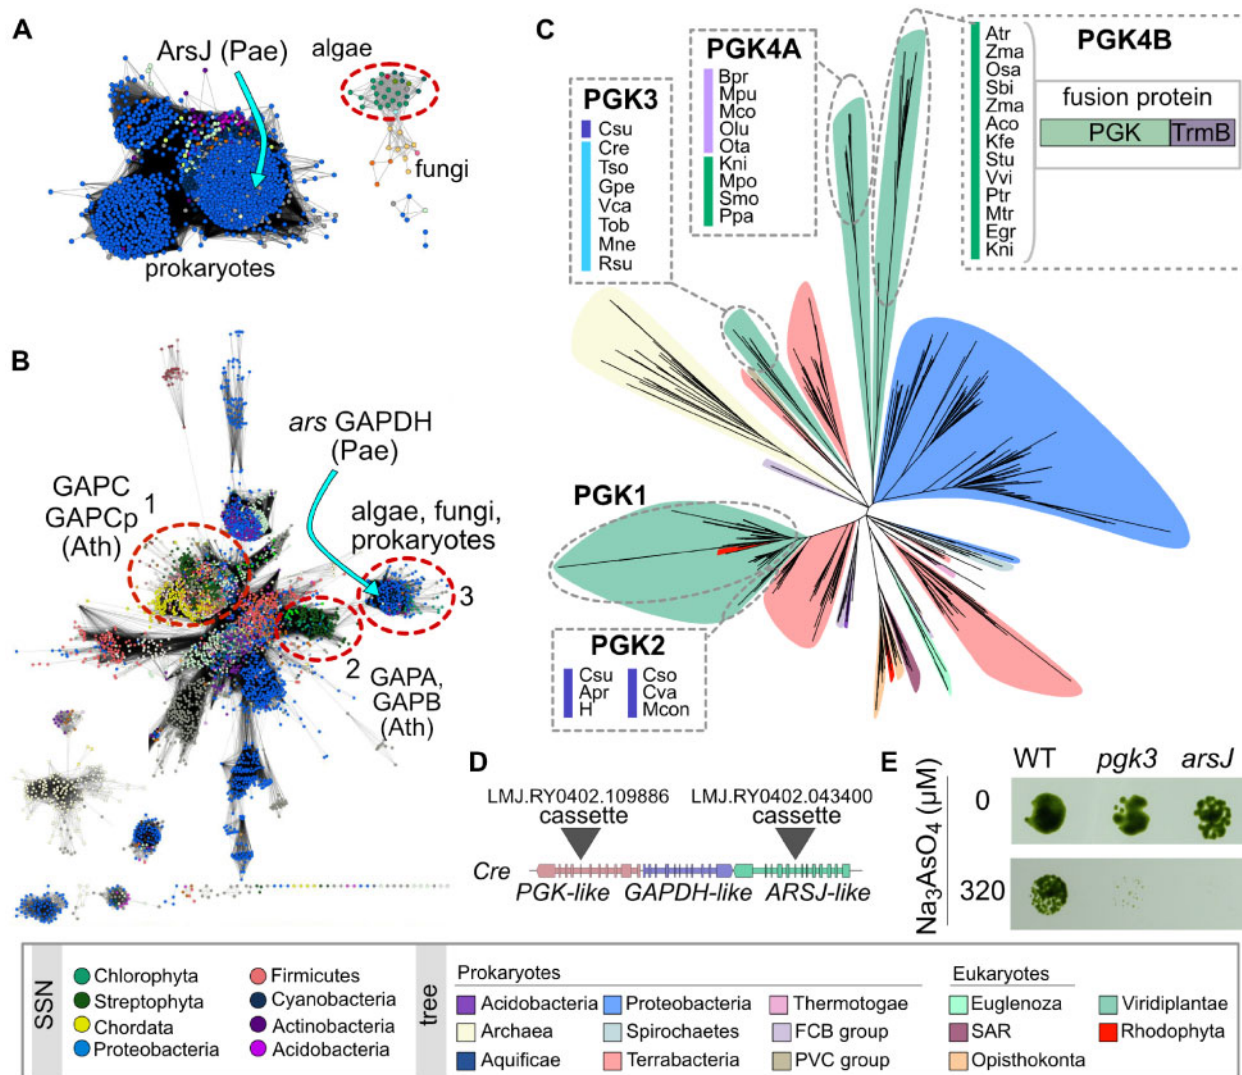 A
ArsJ (Pae)
algae
fungi
prokaryotes
B
ars GAPDH
(Pae)
GAPC
GAPCp
(Ath)
1
algae, fungi,
prokaryotes
3
2
GAPA,
GAPB
(Ath)
C
PGK3
Csu
Cre
Tso
Gpe
Vca
Tob
Mne
Rsu
PGK4A
Bpr
Mpu
Mco
Olu
Ota
Kni
Mpo
Smo
Ppa
Atr
Zma
Osa
Sbi
Zma
Aco
Kfe
Stu
Vvi
Ptr
Mtr
Egr
Kni
PGK4B
fusion protein
PGK TrmB
PGK1
PGK2
Csu Cso
Apr Cva
H Mcon
D
LMJ.RY0402.109886 LMJ.RY0402.043400
cassette cassette
Cre
PGK-like GAPDH-like ARSJ-like
E
WT pgk3 arsJ
Na₃AsO₄ (µM)
0
320
SSN
Chlorophyta Firmicutes
Streptophyta Cyanobacteria
Chordata Actinobacteria
Proteobacteria Acidobacteria
tree
Prokaryotes Eukaryotes
Acidobacteria Proteobacteria Thermotogae Euglenoza Viridiplantae
Archaea Spirochaetes FCB group SAR Rhodophyta
Aquificae Terrabacteria PVC group Opisthokonta